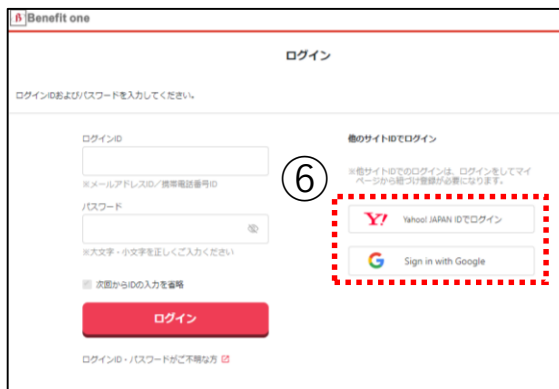 Benefit one
ログイン
ログインIDおよびパスワードを入力してください。
ログインID
※メールアドレスID／携帯電話番号ID
パスワード
※大文字・小文字を正しくご入力ください
次回からIDの入力を省略
ログイン
ログインID・パスワードがご不明な方
⑥
他のサイトIDでログイン
※他サイトIDでのログインは、ログインをしてマイ
ページから紐づけ登録が必要になります。
Y! Yahoo! JAPAN IDでログイン
G Sign in with Google